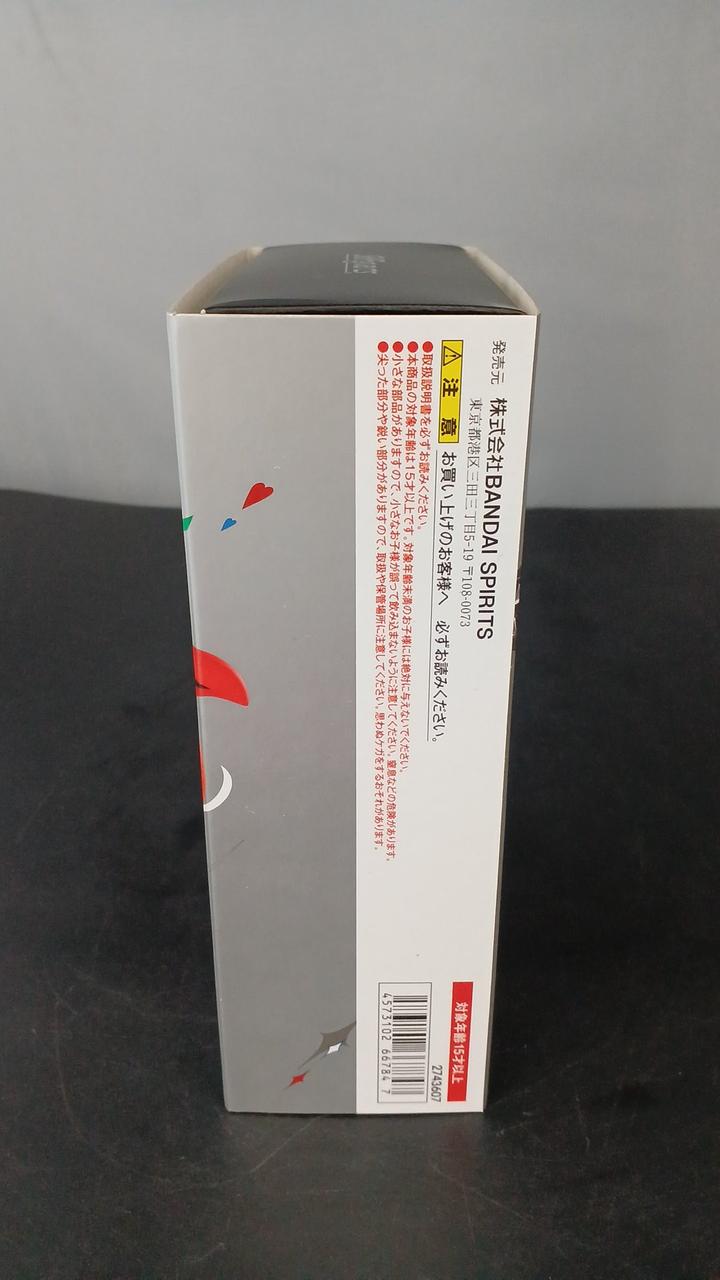 発売元 株式会社BANDAI SPIRITS
東京都港区三田三丁目5-19 〒108-0073
注意 お買い上げのお客様へ 必ずお読みください。
●取扱説明書を必ずお読みください。
●本商品の対象年齢は15才以上です。対象年齢未満のお子様には絶対に与えないでください。
●小さな部品がありますので、小さなお子様が誤って飲み込まないように注意してください。窒息などの危険があります。
●尖った部分や鋭い部分がありますので、取扱や保管場所に注意してください。思わぬケガをするおそれがあります。
対象年齢15才以上
2743607
4573102 66784 7